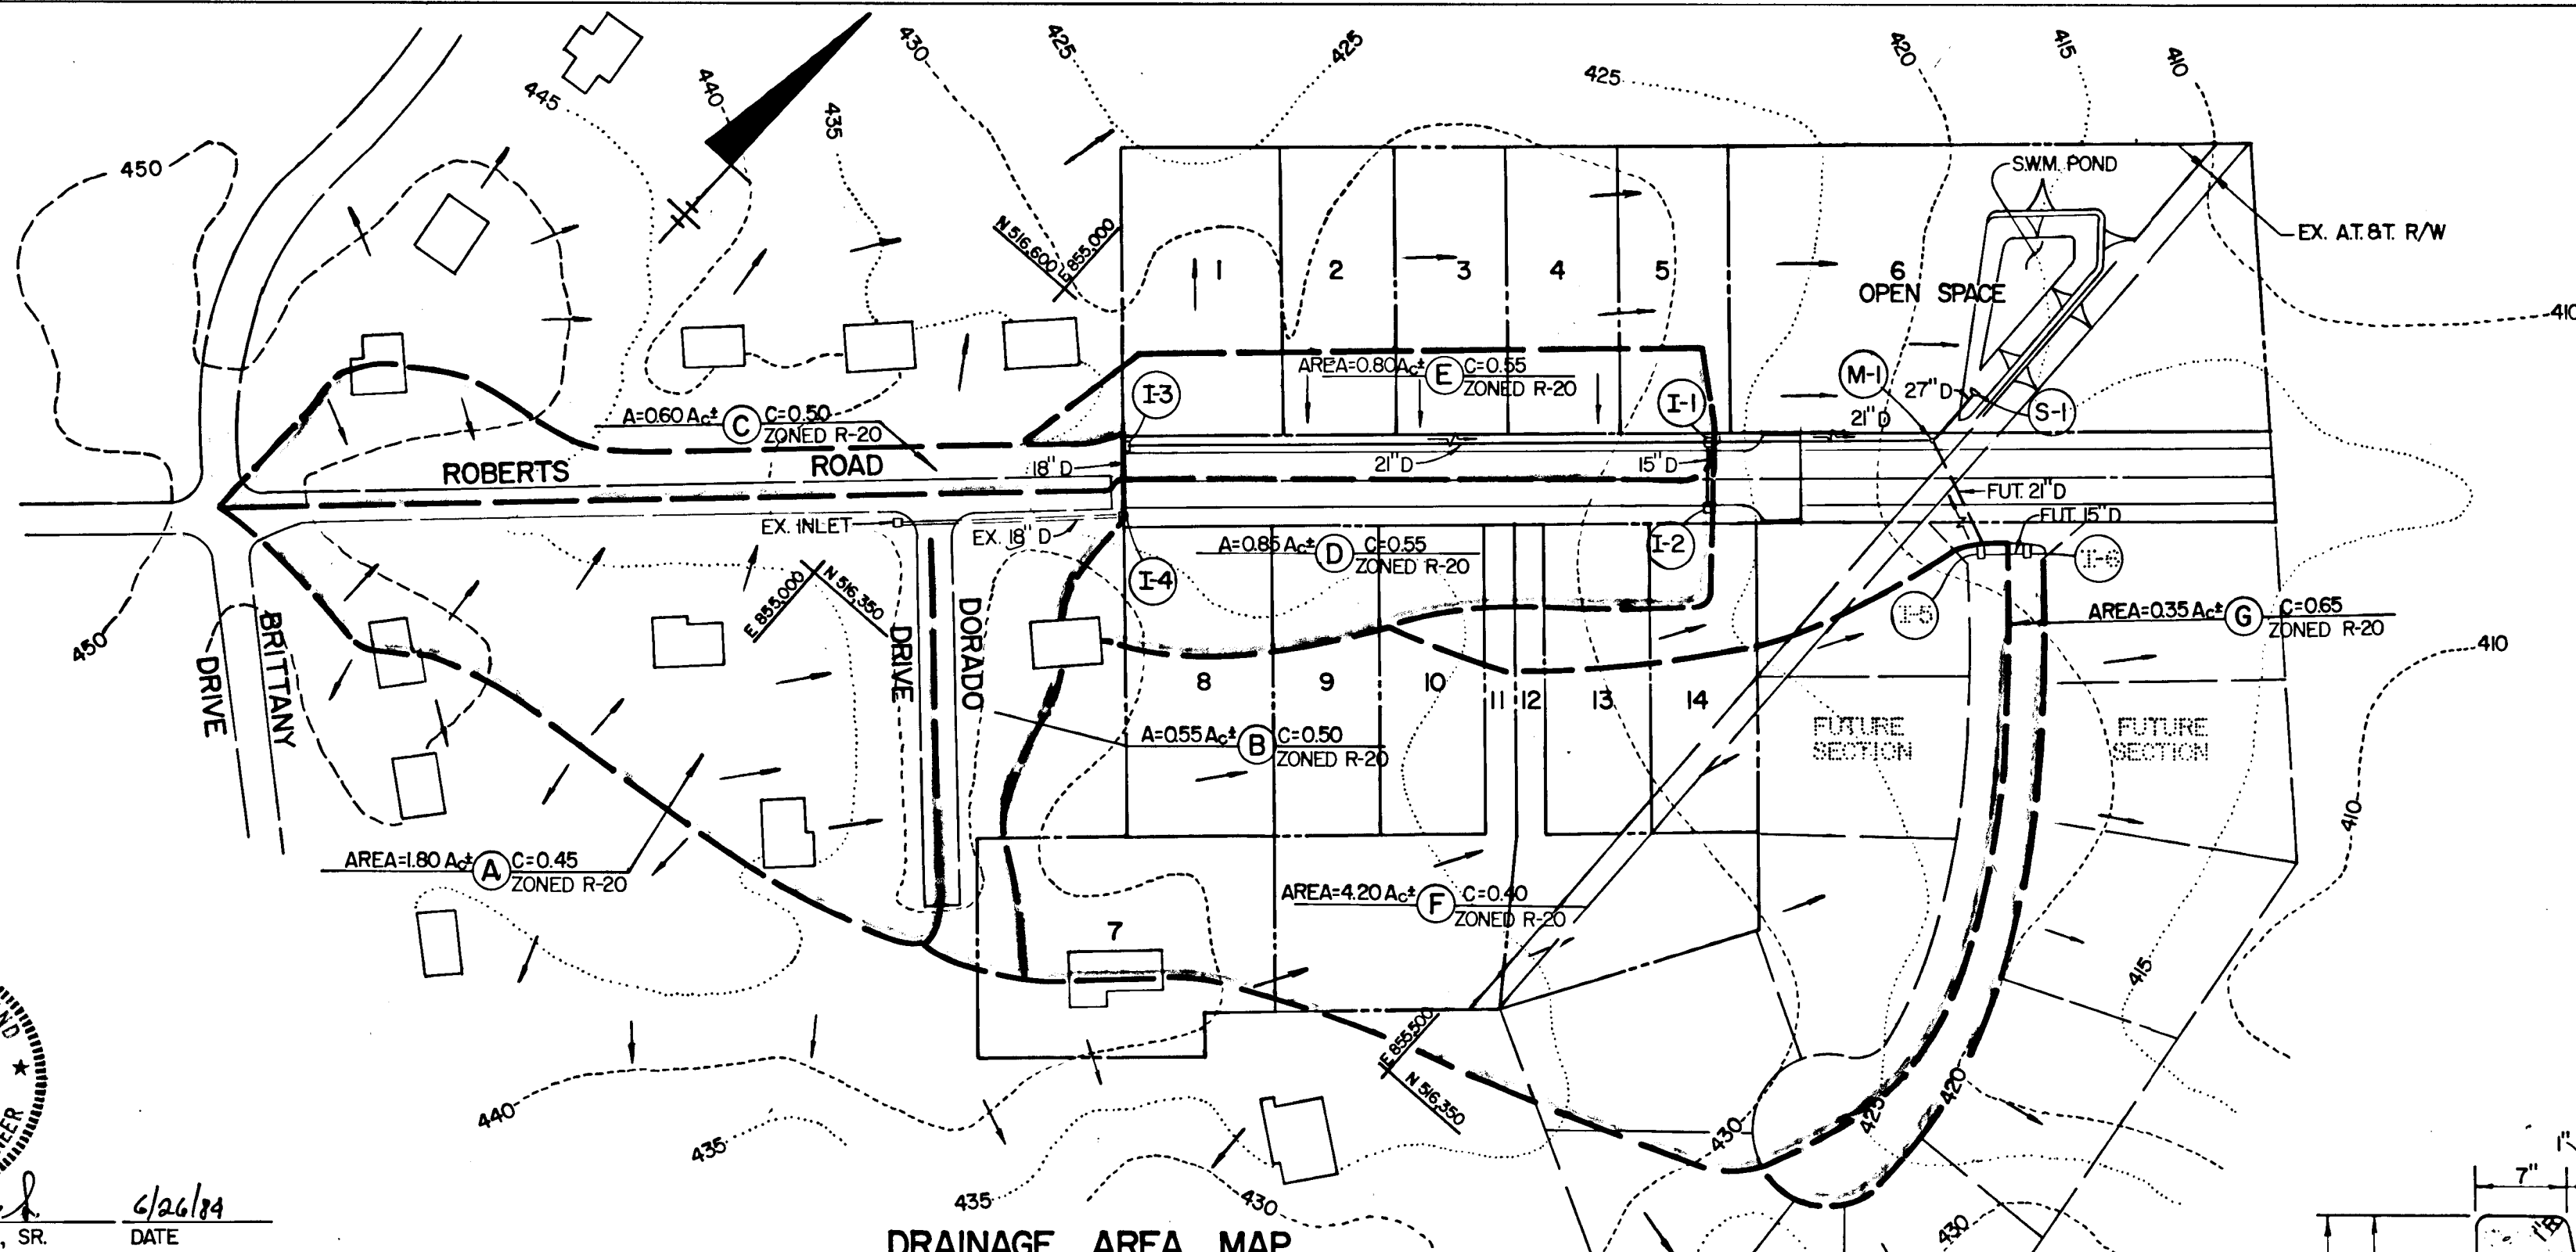 450
445
440
435
430
425
425
425
420
415
410
S.W.M. POND
EX. A.T.&T. R/W
N 516,600
E 855,000
1
2
3
4
5
6
OPEN SPACE
410
AREA=0.80 Ac± E C=0.55
ZONED R-20
I-3
I-1
M-1
27"D
S-1
21"D
A=0.60 Ac± C C=0.50
ZONED R-20
ROBERTS ROAD
18"D
21"D
15"D
FUT. 21"D
FUT. 15"D
EX. INLET
EX. 18"D
A=0.85 Ac± D C=0.55
ZONED R-20
I-2
I-4
I-6
I-5
E 855,000
N 516,350
AREA=0.35 Ac± G C=0.65
ZONED R-20
450
BRITTANY
DRIVE
DORADO
DRIVE
410
8
9
10
11
12
13
14
A=0.55 Ac± B C=0.50
ZONED R-20
FUTURE
SECTION
FUTURE
SECTION
410
AREA=1.80 Ac± A C=0.45
ZONED R-20
AREA=4.20 Ac± F C=0.40
ZONED R-20
7
415
E 855,500
N 516,350
440
435
435
430
430
425
420
430
EER
6/26/84
, SR.
DATE
DRAINAGE AREA MAP
7"
1"
1"R